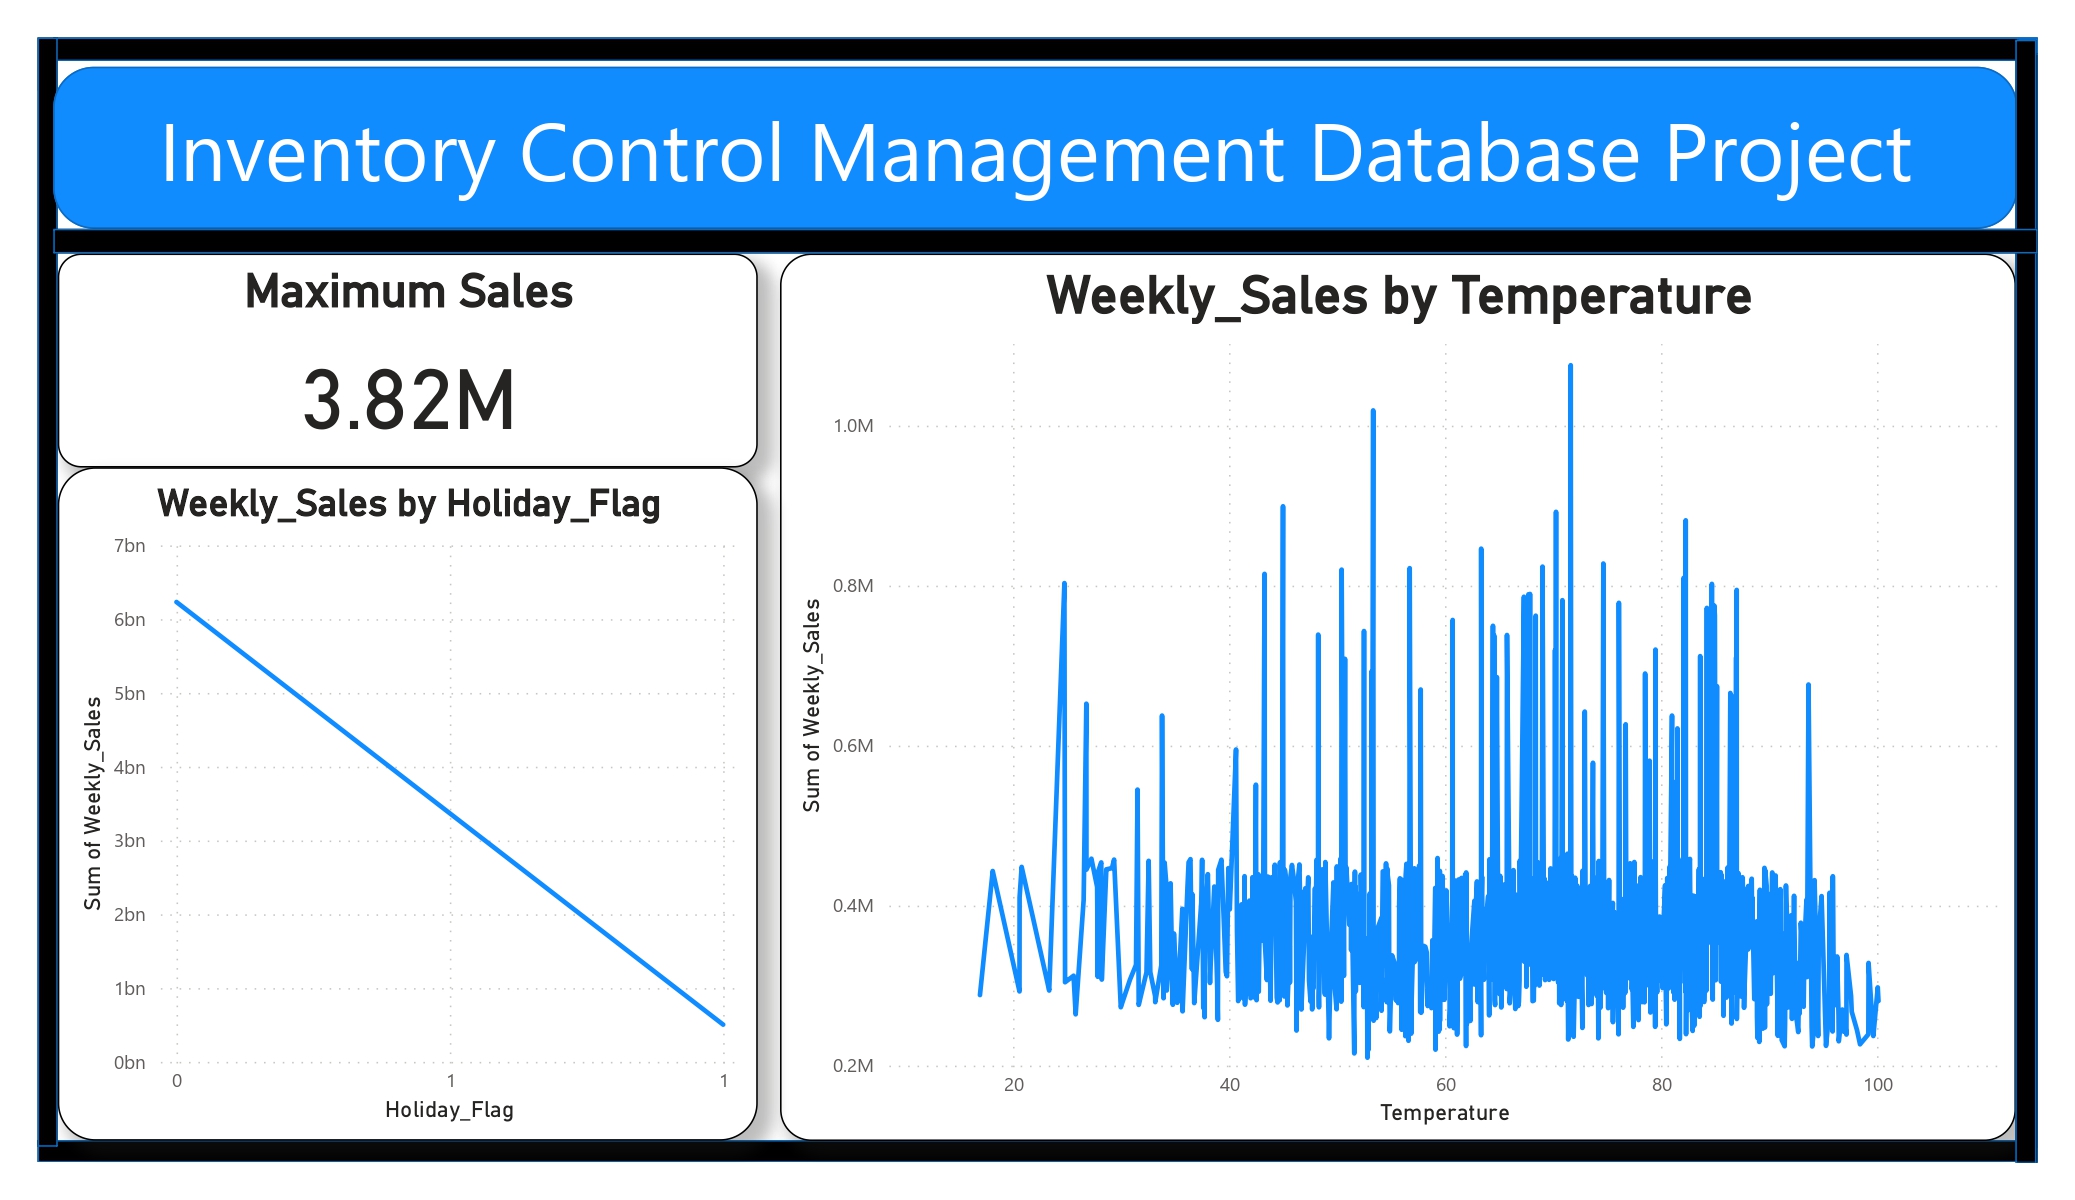 Inventory Control Management Database Project
Maximum Sales
3.82M
Weekly_Sales by Holiday_Flag
7bn
6bn
5bn
4bn
3bn
2bn
1bn
0bn
Sum of Weekly_Sales
0
1
1
Holiday_Flag
Weekly_Sales by Temperature
1.0M
0.8M
0.6M
0.4M
0.2M
Sum of Weekly_Sales
20
40
60
80
100
Temperature